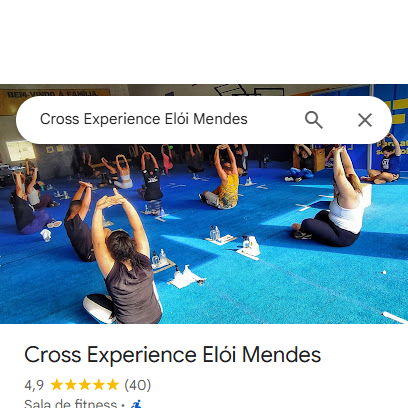 BEM-VINDO À FAMÍLIA
Cross Experience Elói Mendes
Cross Experience Elói Mendes
4,9 (40)
Sala de fitness ·